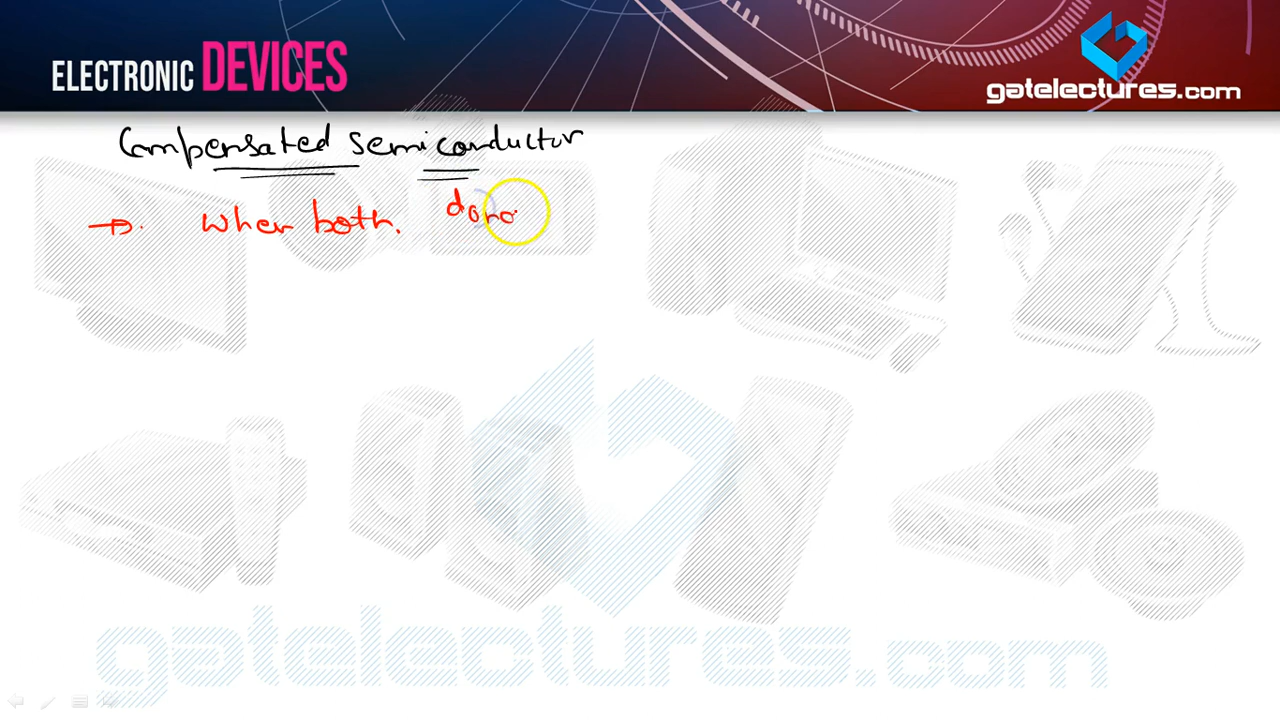 ELECTRONIC DEVICES
gatelectures.com
Compensated semiconductor
→ When both. dono
gatelectures.com